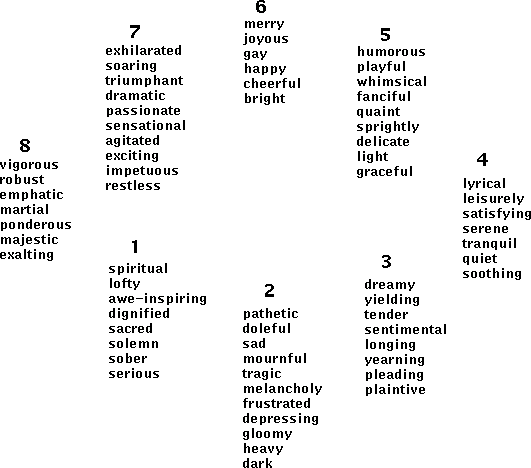 6
merry
joyous
gay
happy
cheerful
bright
7
exhilarated
soaring
triumphant
dramatic
passionate
sensational
agitated
exciting
impetuous
restless
5
humorous
playful
whimsical
fanciful
quaint
sprightly
delicate
light
graceful
8
vigorous
robust
emphatic
martial
ponderous
majestic
exalting
4
lyrical
leisurely
satisfying
serene
tranquil
quiet
soothing
1
spiritual
lofty
awe-inspiring
dignified
sacred
solemn
sober
serious
2
pathetic
doleful
sad
mournful
tragic
melancholy
frustrated
depressing
gloomy
heavy
dark
3
dreamy
yielding
tender
sentimental
longing
yearning
pleading
plaintive